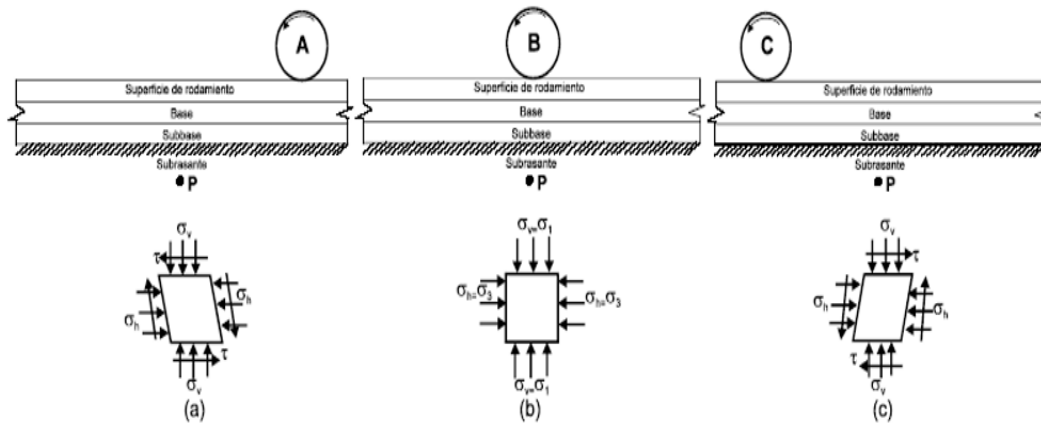 A
B
C
Superficie de rodamiento
Superficie de rodamiento
Superficie de rodamiento
Base
Base
Base
Subbase
Subbase
Subbase
Subrasante
Subrasante
Subrasante
P
P
P
σv
τ
σh
σh
τ
σv
(a)
σv=σ1
σh=σ3
σh=σ3
σv=σ1
(b)
σv
τ
σh
σh
τ
σv
(c)